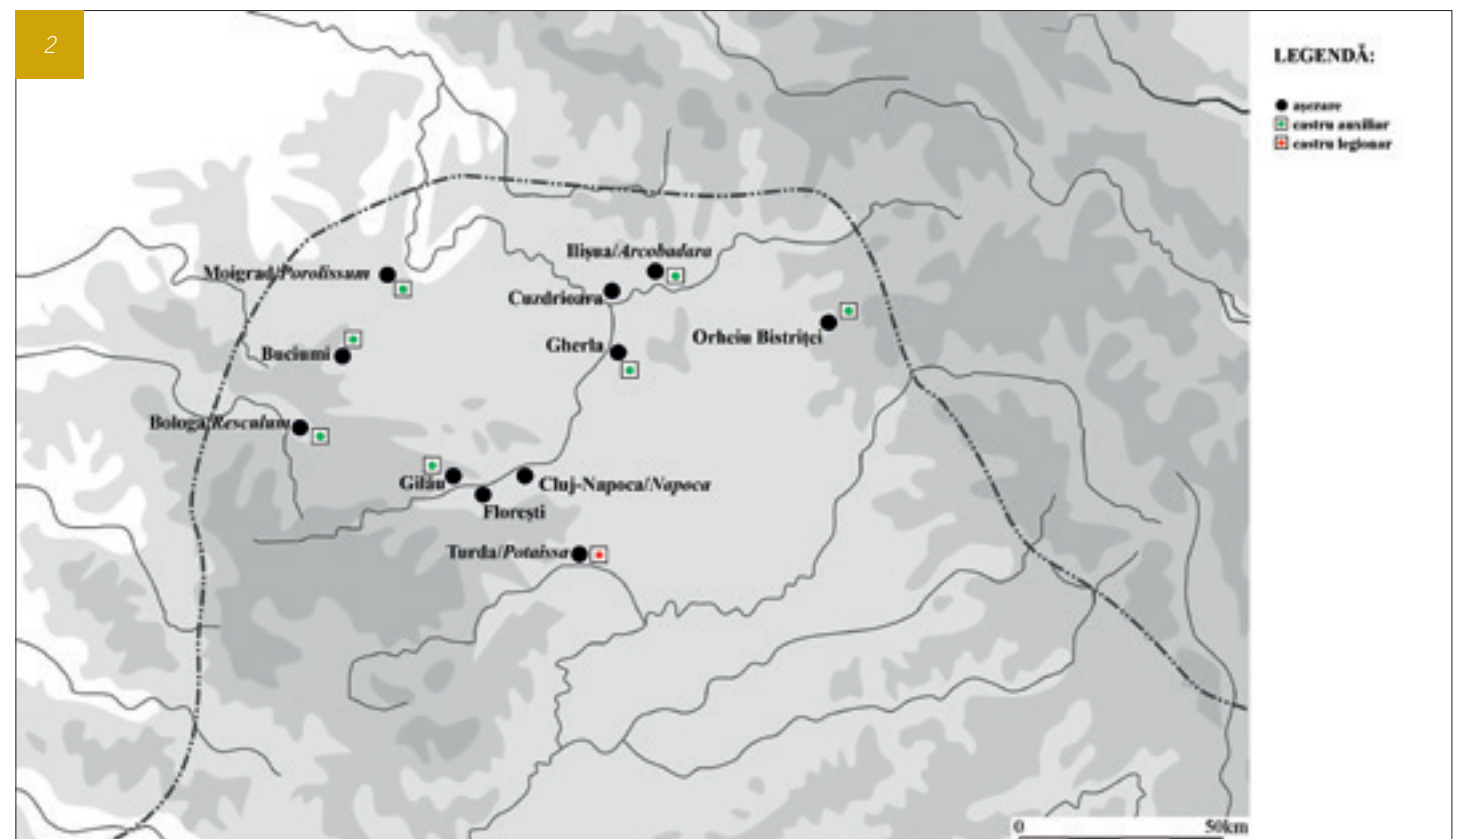 2
LEGENDĂ:
așezare
castru auxiliar
castru legionar
Ilișua/Arcobadara
Moigrad/Porolissum
Cuzdrioara
Orheiu Bistriței
Gherla
Buciumi
Bologa/Resculum
Gilău
Cluj-Napoca/Napoca
Florești
Turda/Potaissa
0 50km